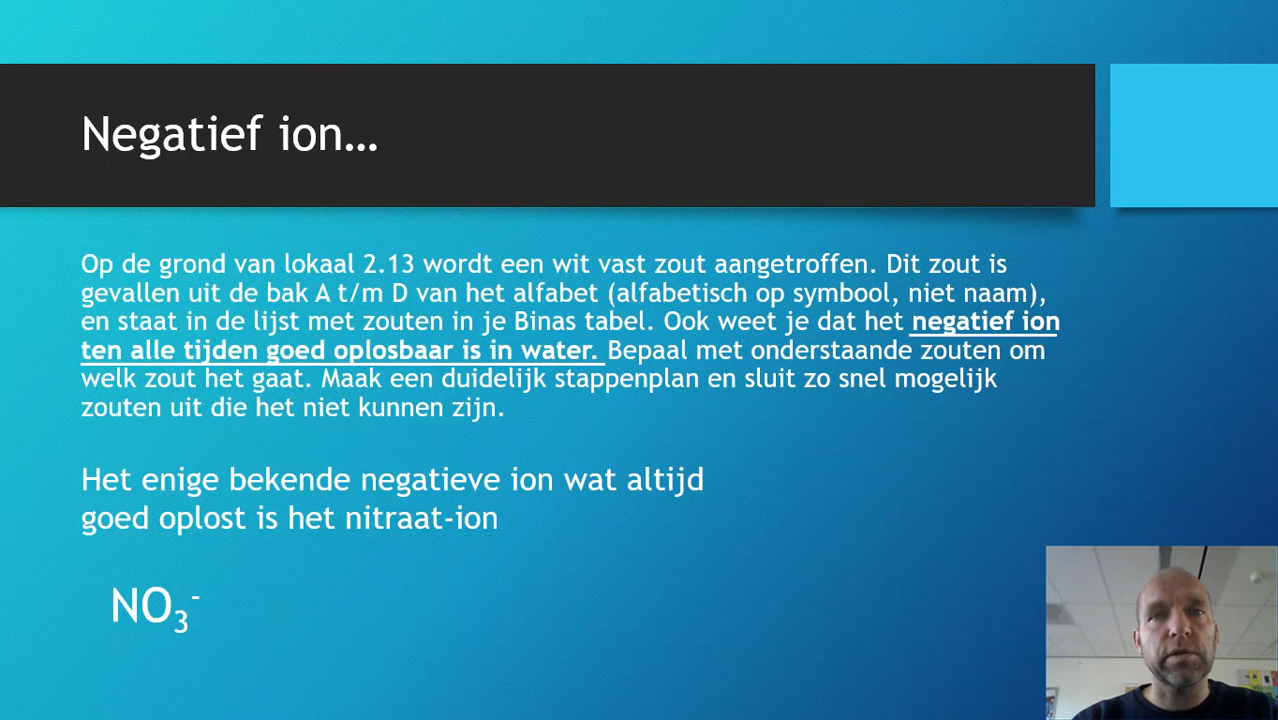 Negatief ion…
Op de grond van lokaal 2.13 wordt een wit vast zout aangetroffen. Dit zout is
gevallen uit de bak A t/m D van het alfabet (alfabetisch op symbool, niet naam),
en staat in de lijst met zouten in je Binas tabel. Ook weet je dat het negatief ion
ten alle tijden goed oplosbaar is in water. Bepaal met onderstaande zouten om
welk zout het gaat. Maak een duidelijk stappenplan en sluit zo snel mogelijk
zouten uit die het niet kunnen zijn.
Het enige bekende negatieve ion wat altijd
goed oplost is het nitraat-ion
NO₃⁻